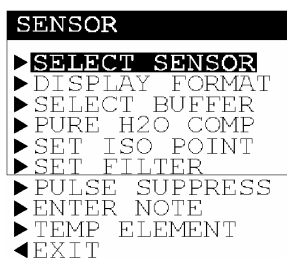 SENSOR
▶SELECT SENSOR
▶DISPLAY FORMAT
▶SELECT BUFFER
▶PURE H2O COMP
▶SET ISO POINT
▶SET FILTER
▶PULSE SUPPRESS
▶ENTER NOTE
▶TEMP ELEMENT
◀EXIT